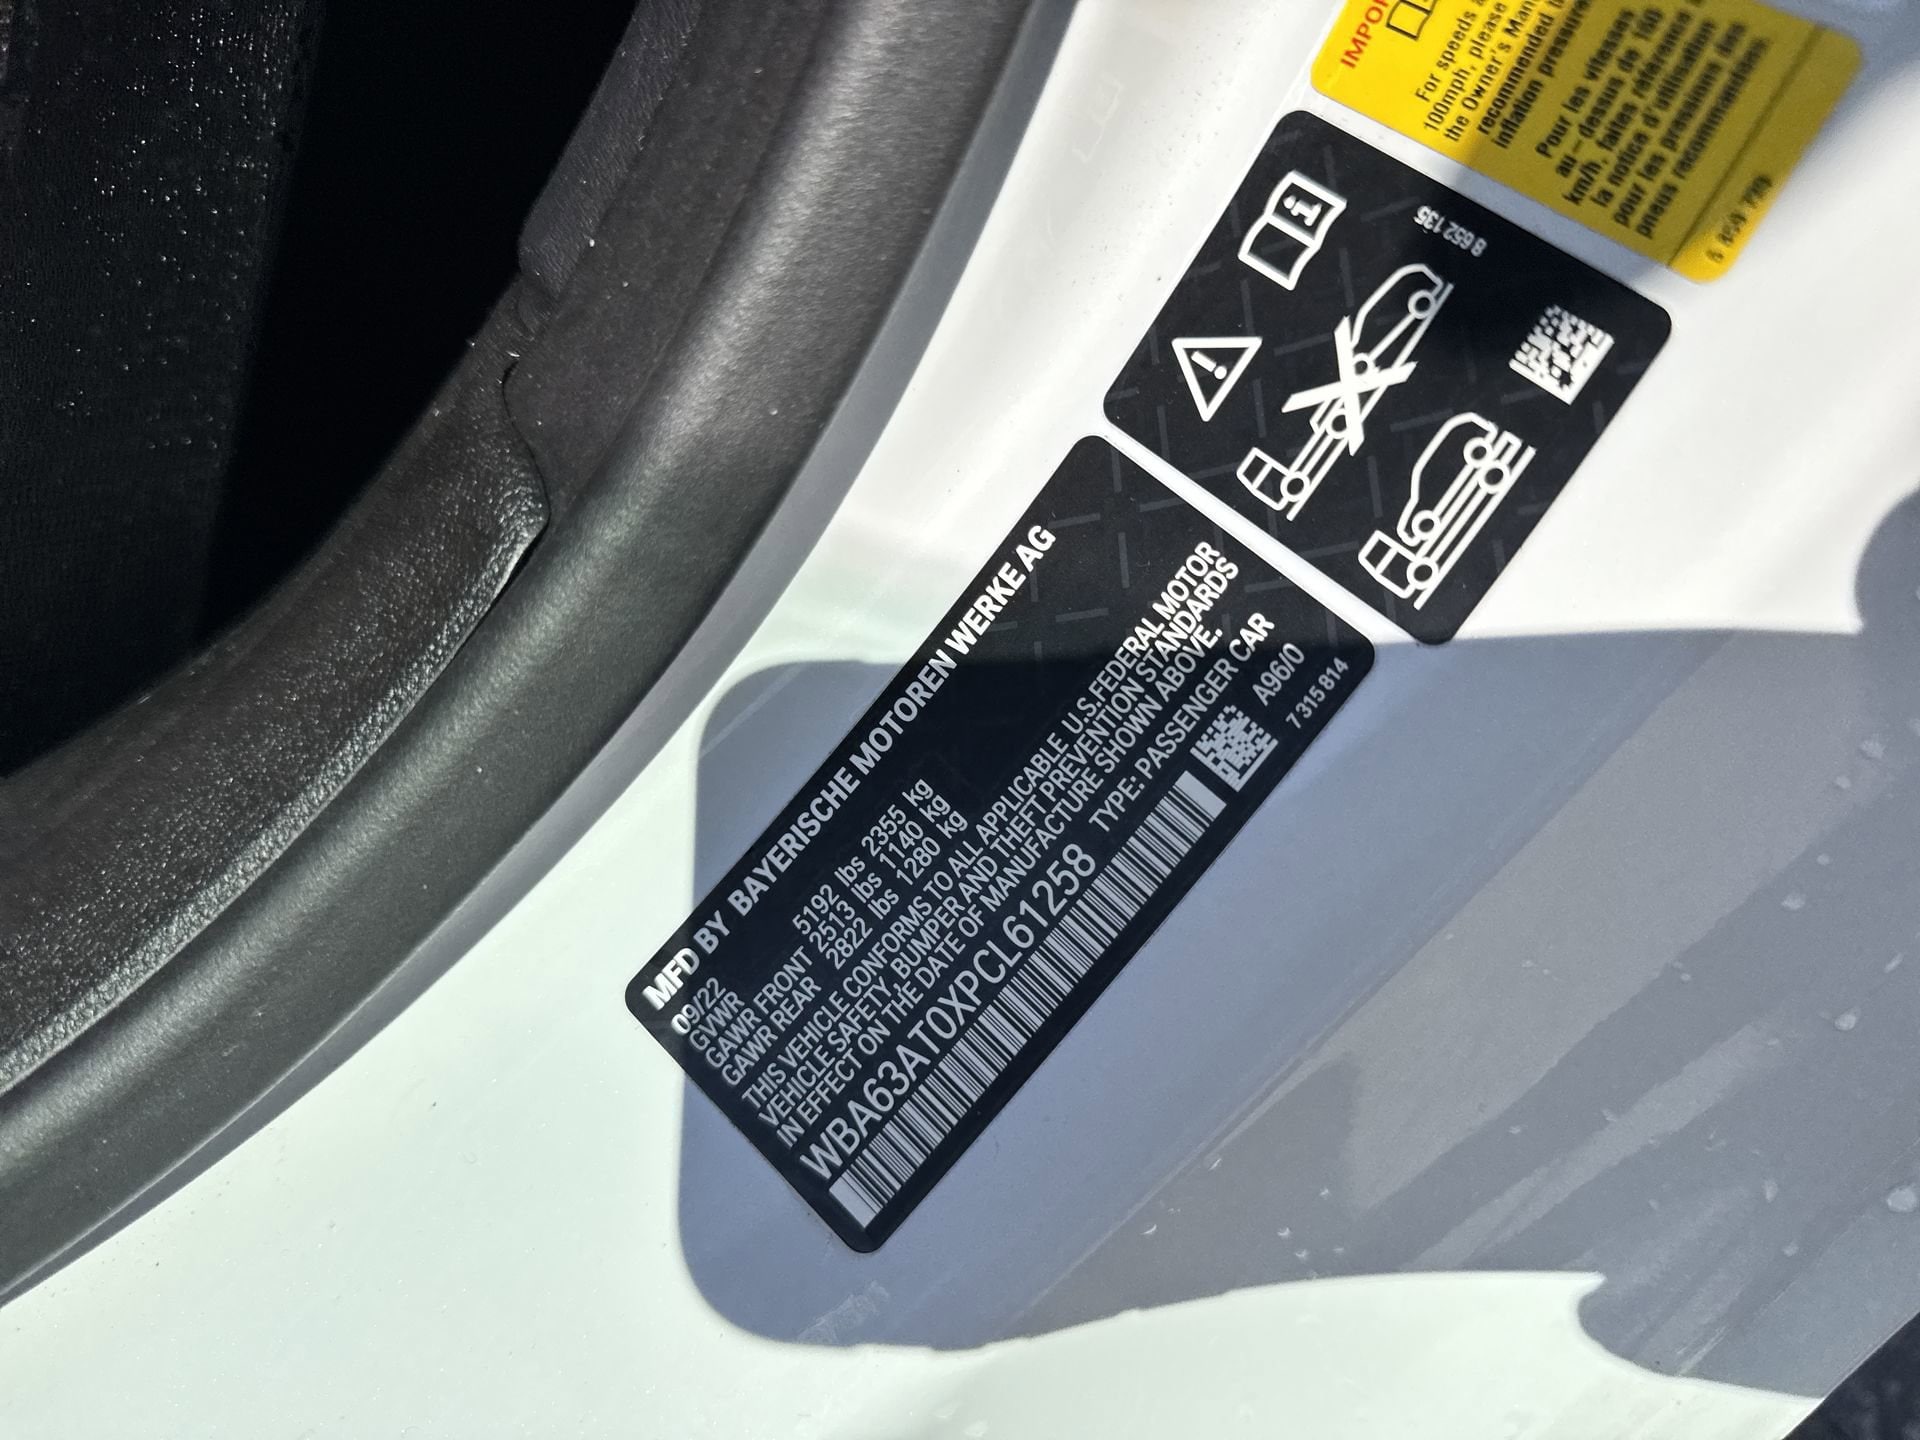 IMPOR
For speeds a
100mph, please
the Owner's Manu
recommended t
inflation pressure
Pour les vitesses
au-dessus de 160
km/h, faites référence à
la notice d'utilisation
pour les pressions des
pneus recommandées.
8 652 135
MFD BY BAYERISCHE MOTOREN WERKE AG
09/22
GVWR 5192 lbs 2355 kg
GAWR FRONT 2513 lbs 1140 kg
GAWR REAR 2822 lbs 1280 kg
THIS VEHICLE CONFORMS TO ALL APPLICABLE U.S.FEDERAL MOTOR
VEHICLE SAFETY, BUMPER AND THEFT PREVENTION STANDARDS
IN EFFECT ON THE DATE OF MANUFACTURE SHOWN ABOVE.
WBA63AT0XPCL61258 TYPE: PASSENGER CAR
A96/0
7 315 814